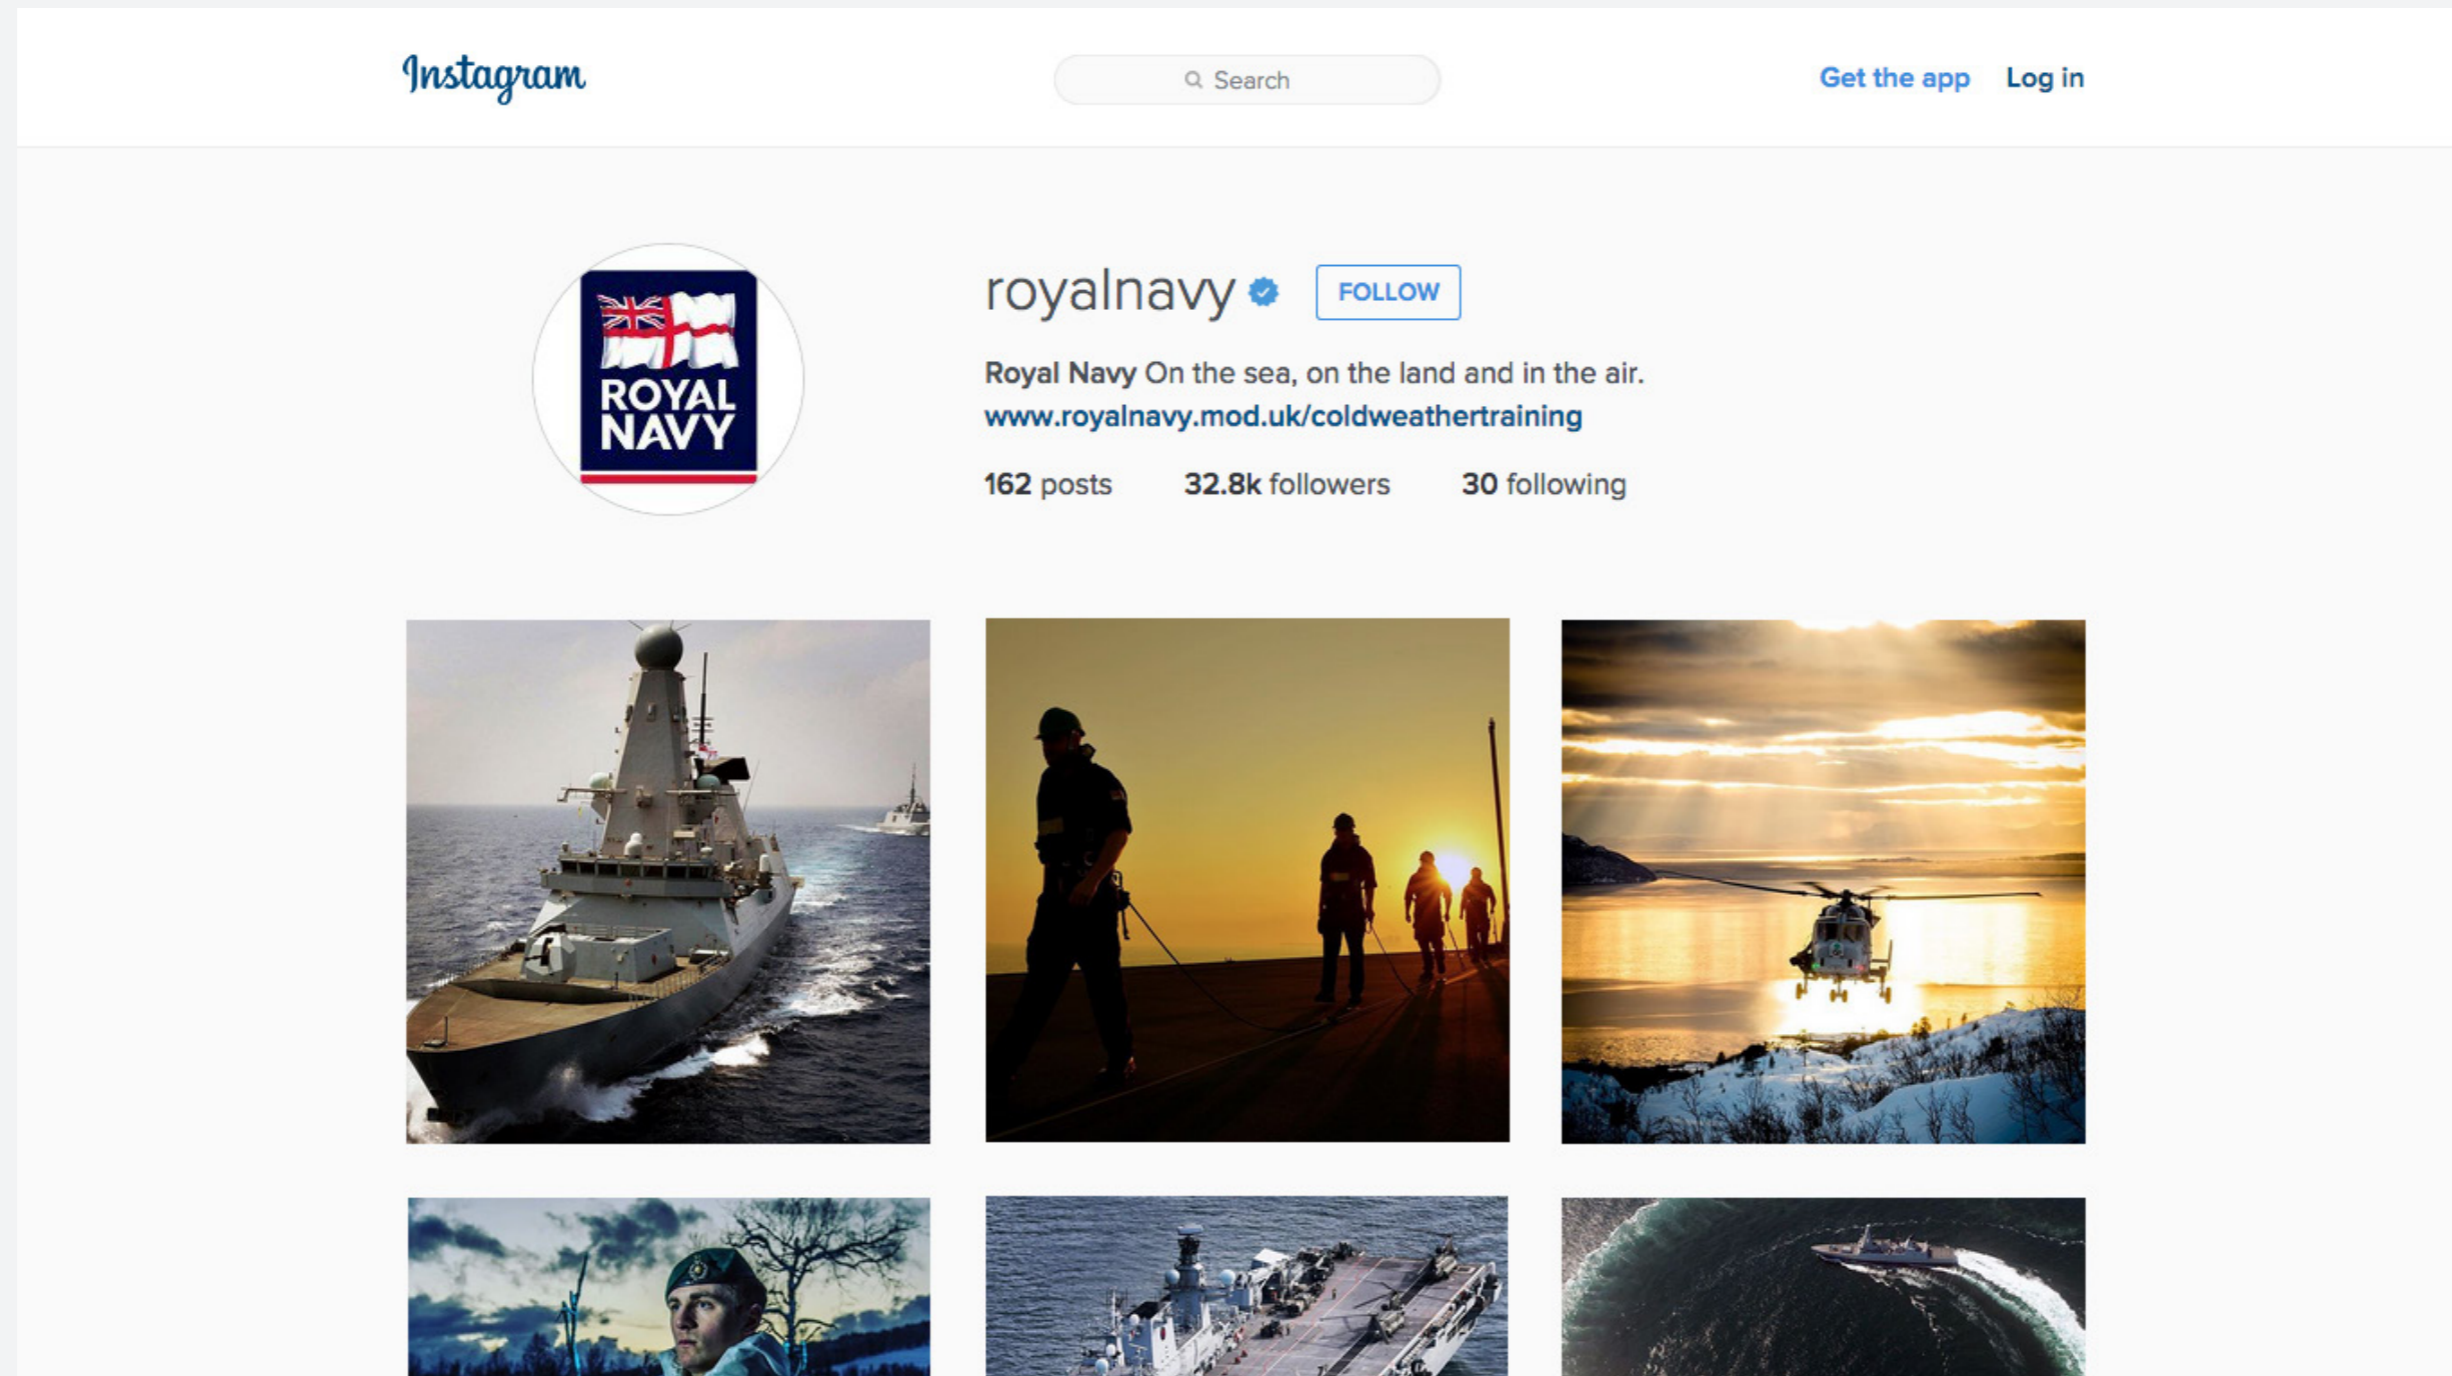 Instagram
Search
Get the app Log in
ROYAL
NAVY
royalnavy FOLLOW
Royal Navy On the sea, on the land and in the air.
www.royalnavy.mod.uk/coldweathertraining
162 posts 32.8k followers 30 following